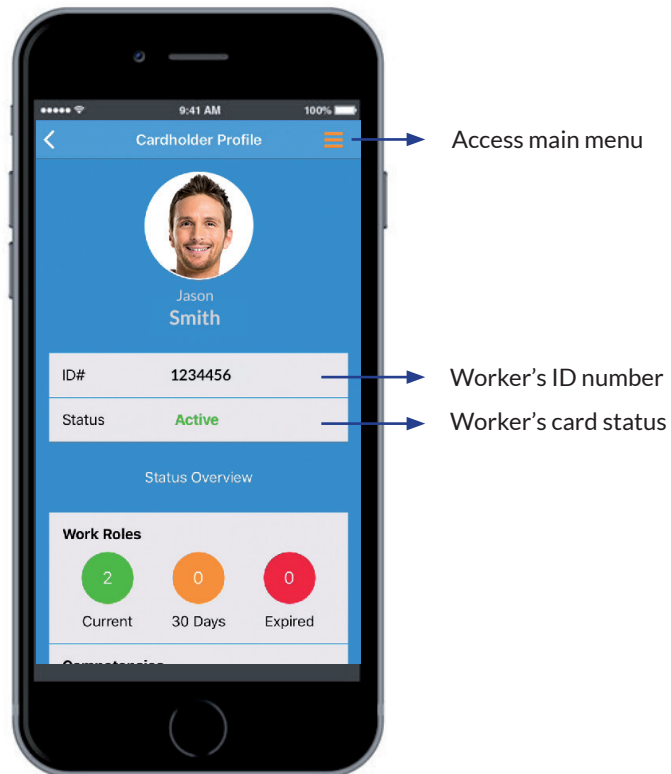 9:41 AM 100%
Cardholder Profile
Access main menu
Jason
Smith
ID# 1234456
Worker's ID number
Status Active
Worker's card status
Status Overview
Work Roles
2 0 0
Current 30 Days Expired